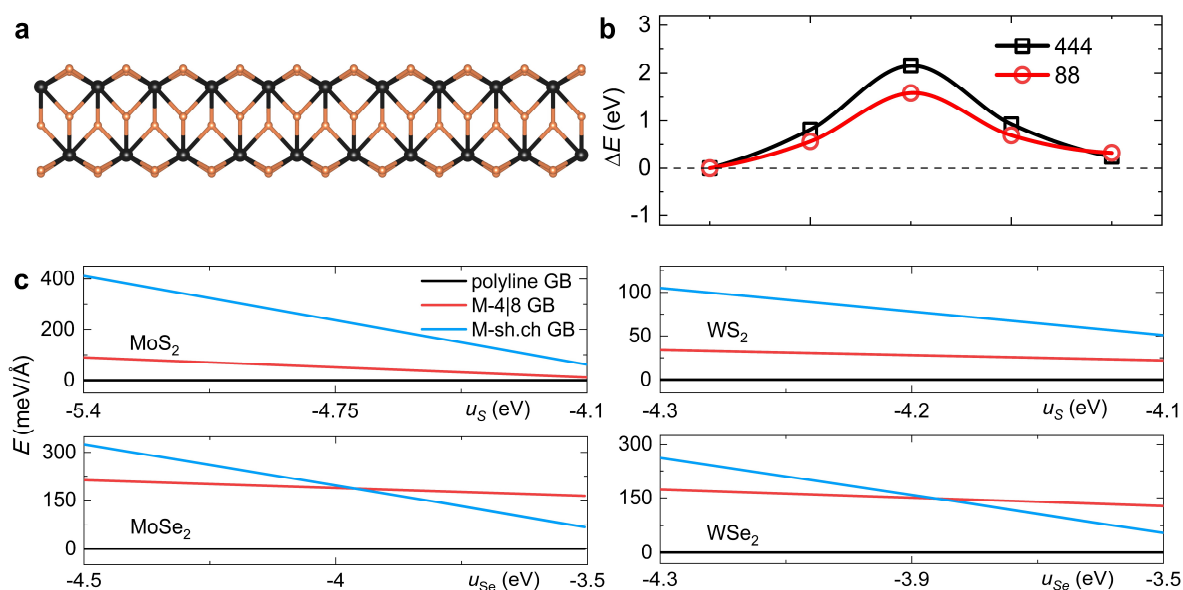 a
b
3
2
1
0
-1
ΔE (eV)
444
88
c
E (meV/Å)
400
200
0
polyline GB
M-4|8 GB
M-sh.ch GB
MoS2
-5.4 -4.75 uS (eV) -4.1
100
50
0
WS2
-4.3 -4.2 uS (eV) -4.1
300
150
0
MoSe2
-4.5 -4 uSe (eV) -3.5
300
150
0
WSe2
-4.3 -3.9 uSe (eV) -3.5